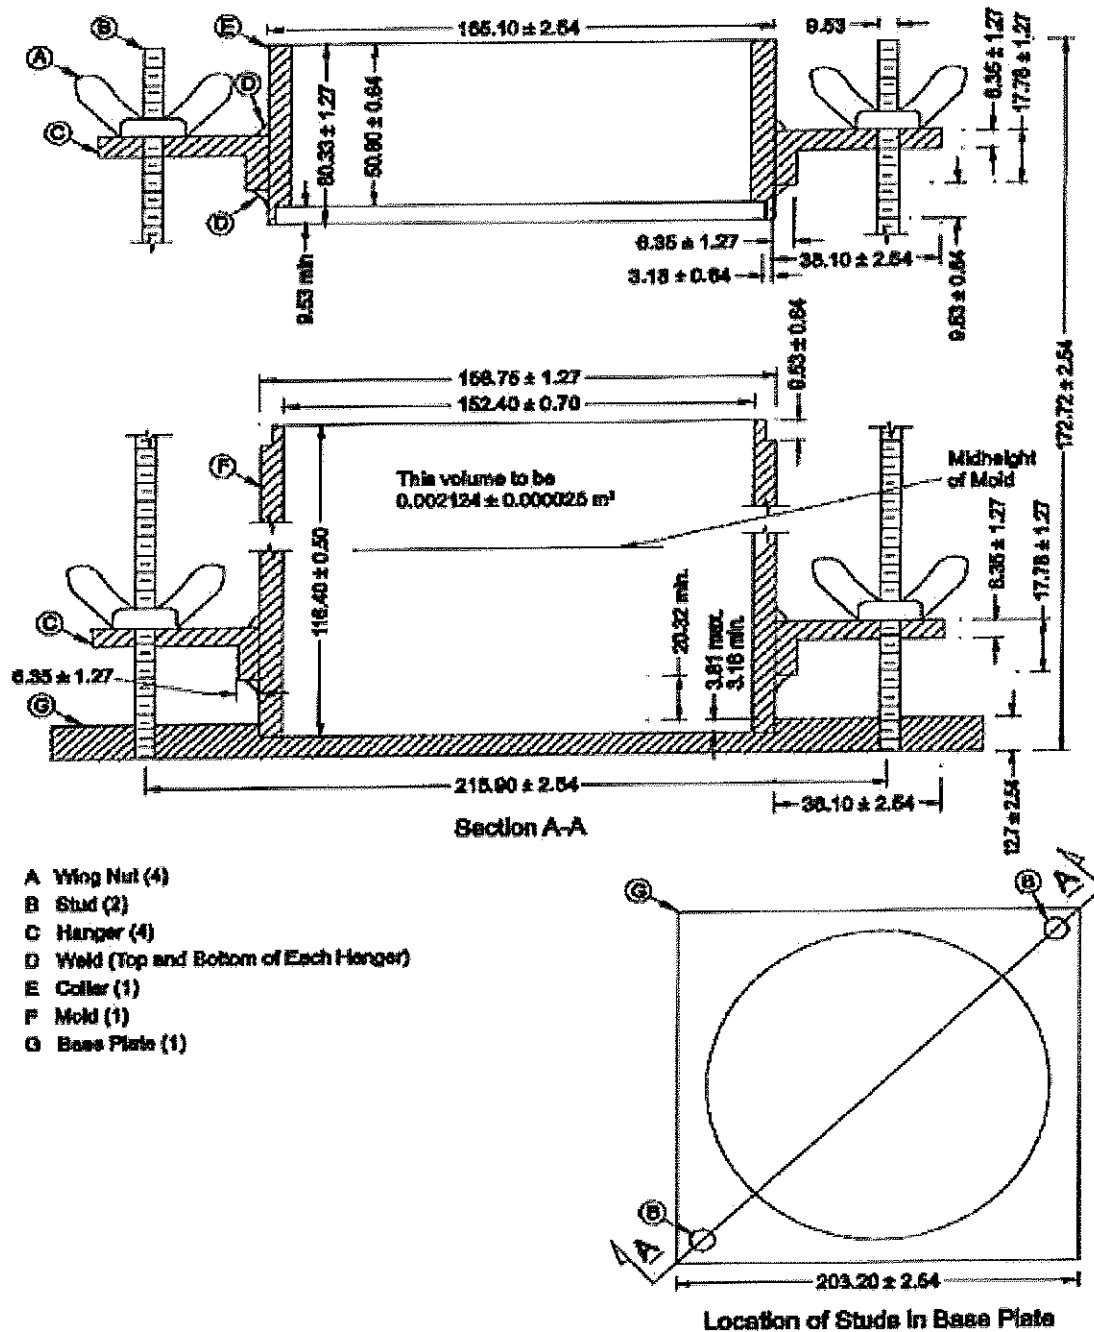 B
E
165.10 ± 2.54
9.53
A
D
C
D
60.33 ± 1.27
50.80 ± 0.64
6.35 ± 1.27
17.78 ± 1.27
9.53 min
6.35 ± 1.27
3.18 ± 0.64
38.10 ± 2.54
9.53 ± 0.64
9.53 ± 0.64
172.72 ± 2.54
158.75 ± 1.27
152.40 ± 0.70
F
This volume to be
0.002124 ± 0.000025 m³
Midheight
of Mold
116.40 ± 0.50
20.32 min.
3.81 max.
3.18 min.
6.35 ± 1.27
17.78 ± 1.27
C
6.35 ± 1.27
G
215.90 ± 2.54
38.10 ± 2.54
12.7 ± 2.54
Section A-A
A Wing Nut (4)
B Stud (2)
C Hanger (4)
D Weld (Top and Bottom of Each Hanger)
E Collar (1)
F Mold (1)
G Base Plate (1)
G
B
A
A
B
A
203.20 ± 2.54
Location of Studs in Base Plate